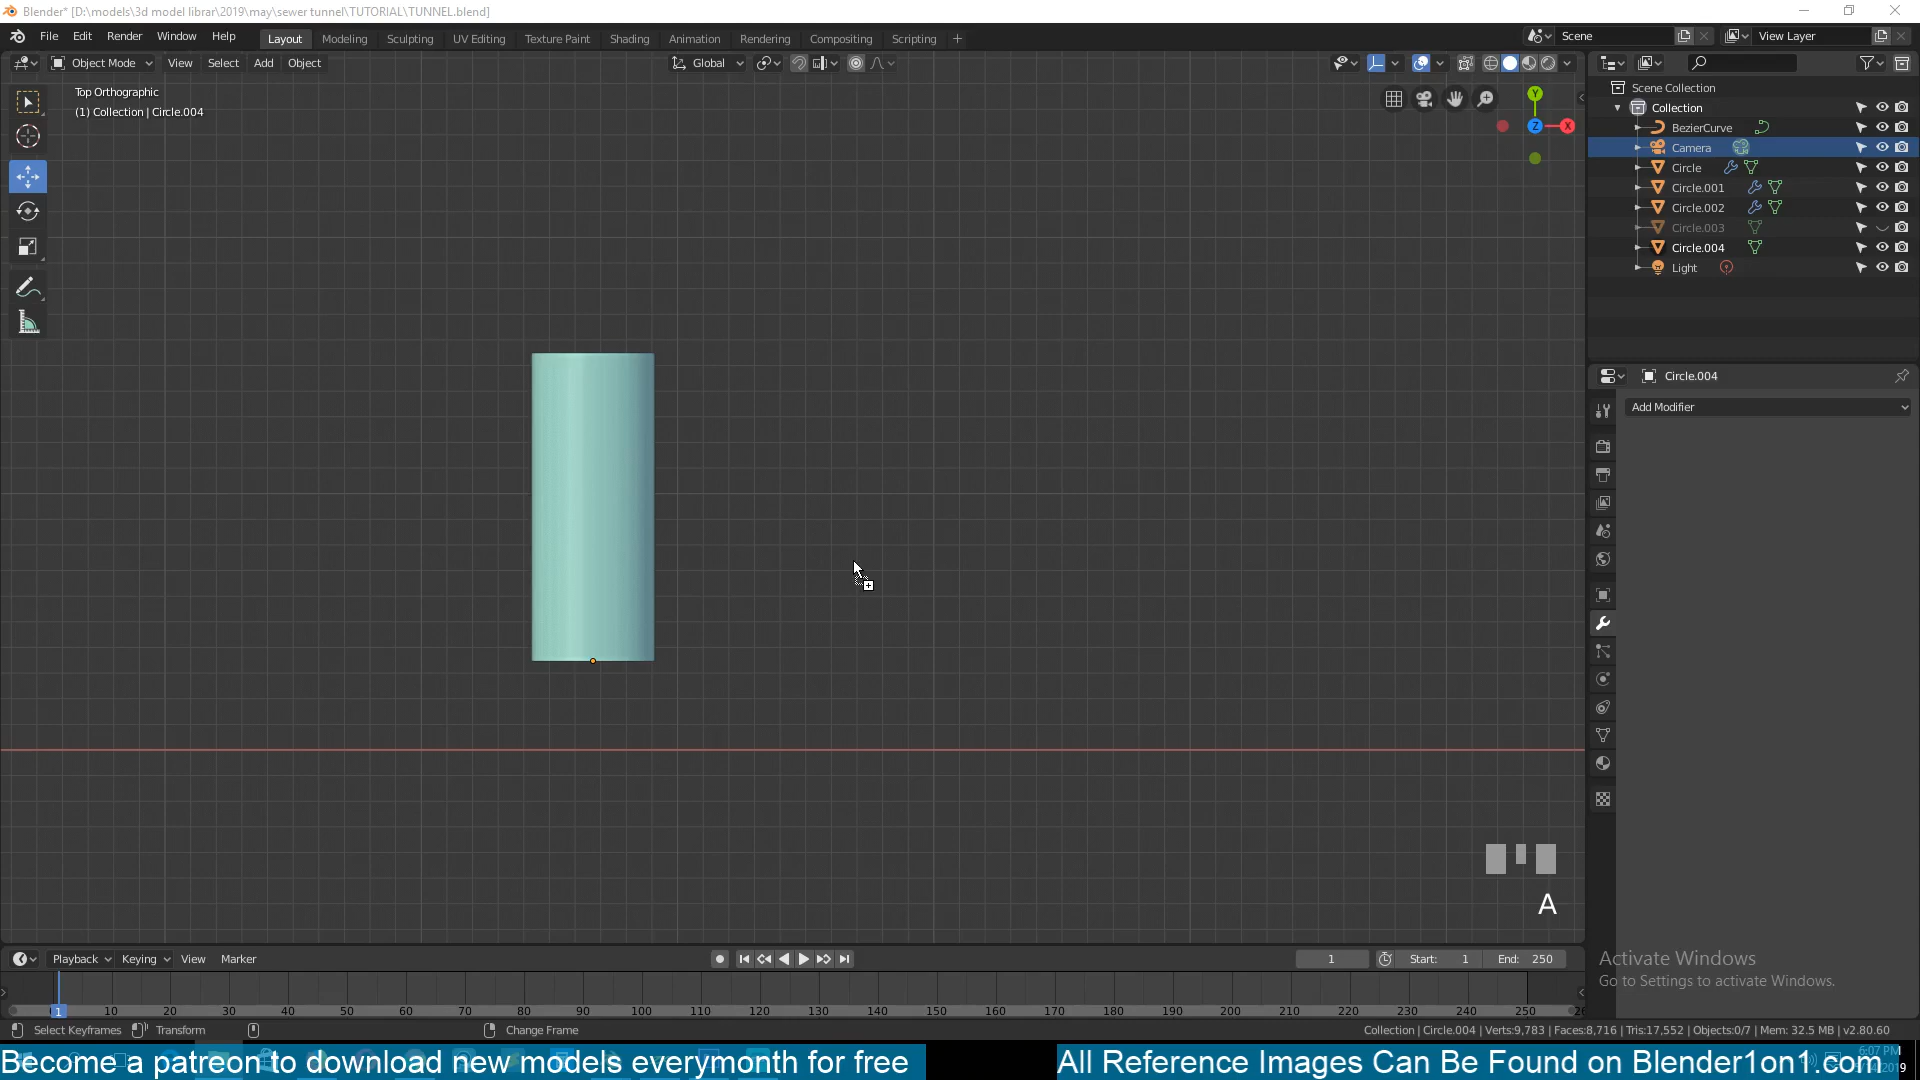 Blender* [D:\models\3d model librar\2019\may\sewer tunnel\TUTORIAL\TUNNEL.blend]
File Edit Render Window Help Layout Modeling Sculpting UV Editing Texture Paint Shading Animation Rendering Compositing Scripting + Scene View Layer
Object Mode View Select Add Object Global
Top Orthographic
(1) Collection | Circle.004
Y
Z
X
Scene Collection
Collection
BezierCurve
Camera
Circle
Circle.001
Circle.002
Circle.003
Circle.004
Light
Circle.004
Add Modifier
A
Playback Keying View Marker 1 Start: 1 End: 250
1 10 20 30 40 50 60 70 80 90 100 110 120 130 140 150 160 170 180 190 200 210 220 230 240 250
Activate Windows
Go to Settings to activate Windows.
Select Keyframes Transform Change Frame Collection | Circle.004 | Verts:9,783 | Faces:8,716 | Tris:17,552 | Objects:0/7 | Mem: 32.5 MB | v2.80.60
Become a patreon to download new models everymonth for free
All Reference Images Can Be Found on Blender1on1.com
6:07 PM